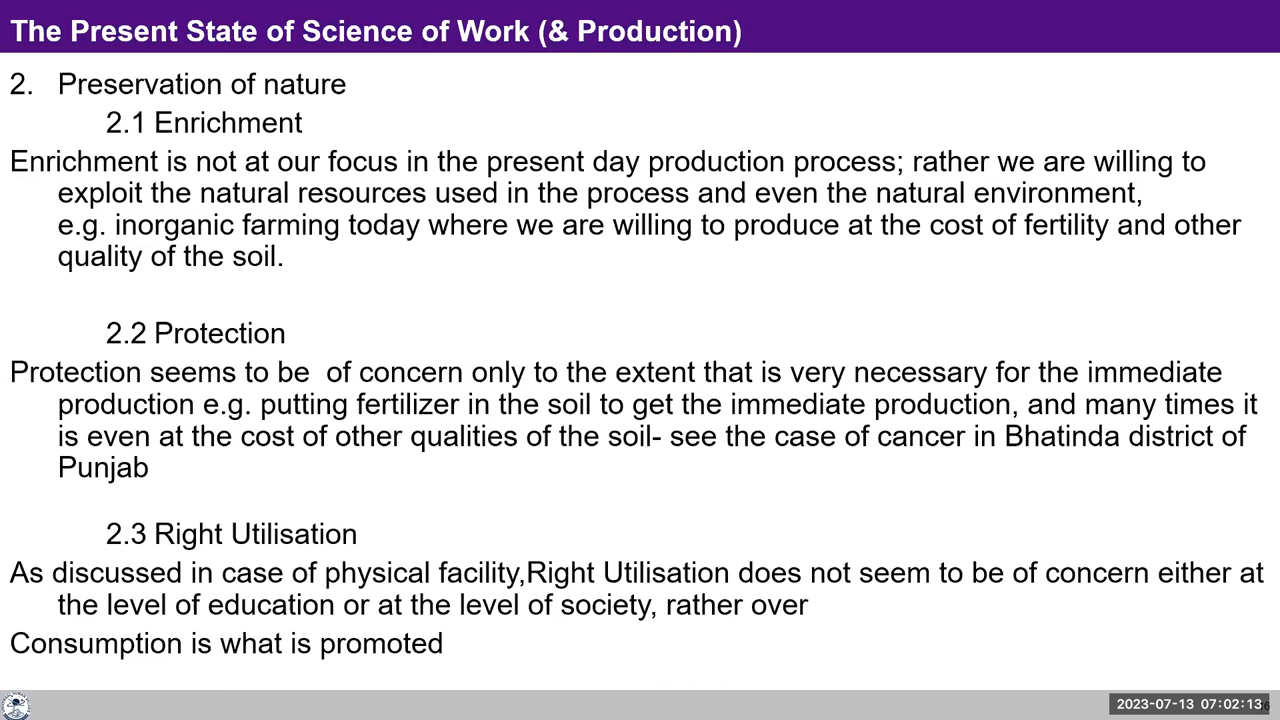 The Present State of Science of Work (& Production)
2. Preservation of nature
2.1 Enrichment
Enrichment is not at our focus in the present day production process; rather we are willing to
exploit the natural resources used in the process and even the natural environment,
e.g. inorganic farming today where we are willing to produce at the cost of fertility and other
quality of the soil.
2.2 Protection
Protection seems to be  of concern only to the extent that is very necessary for the immediate
production e.g. putting fertilizer in the soil to get the immediate production, and many times it
is even at the cost of other qualities of the soil- see the case of cancer in Bhatinda district of
Punjab
2.3 Right Utilisation
As discussed in case of physical facility,Right Utilisation does not seem to be of concern either at
the level of education or at the level of society, rather over
Consumption is what is promoted
2023-07-13 07:02:13